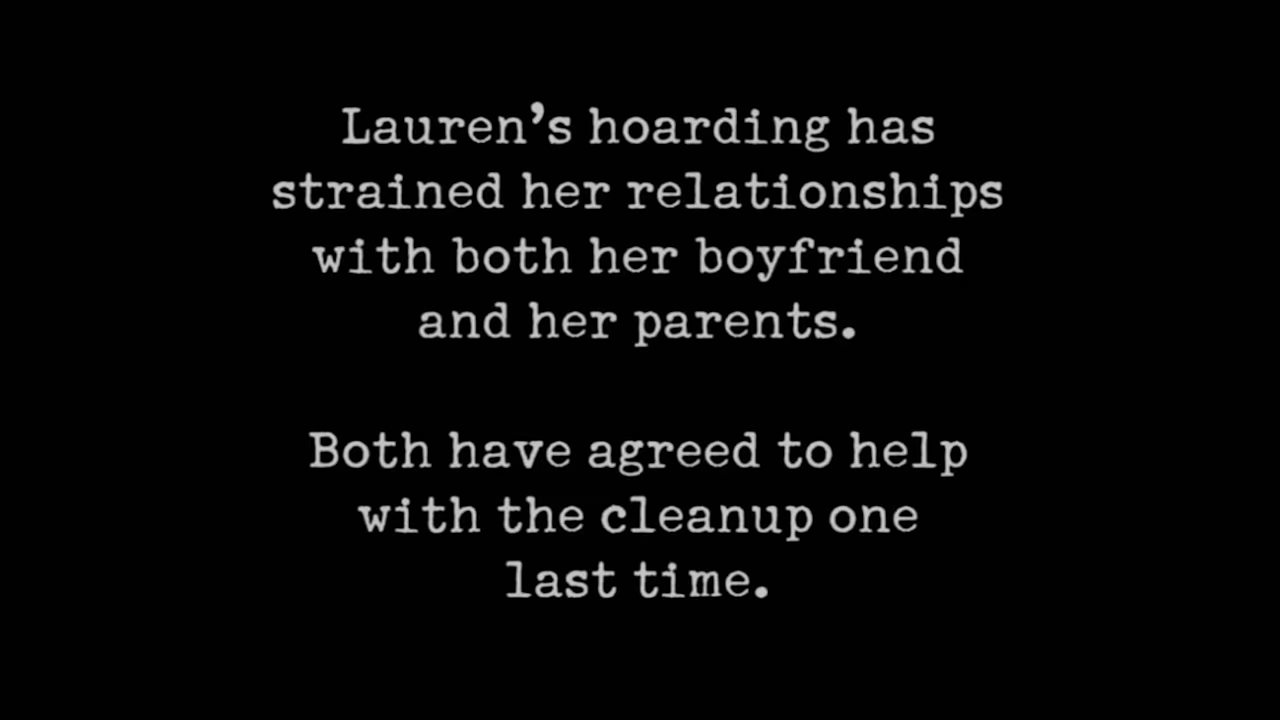 Lauren’s hoarding has
strained her relationships
with both her boyfriend
and her parents.
Both have agreed to help
with the cleanup one
last time.